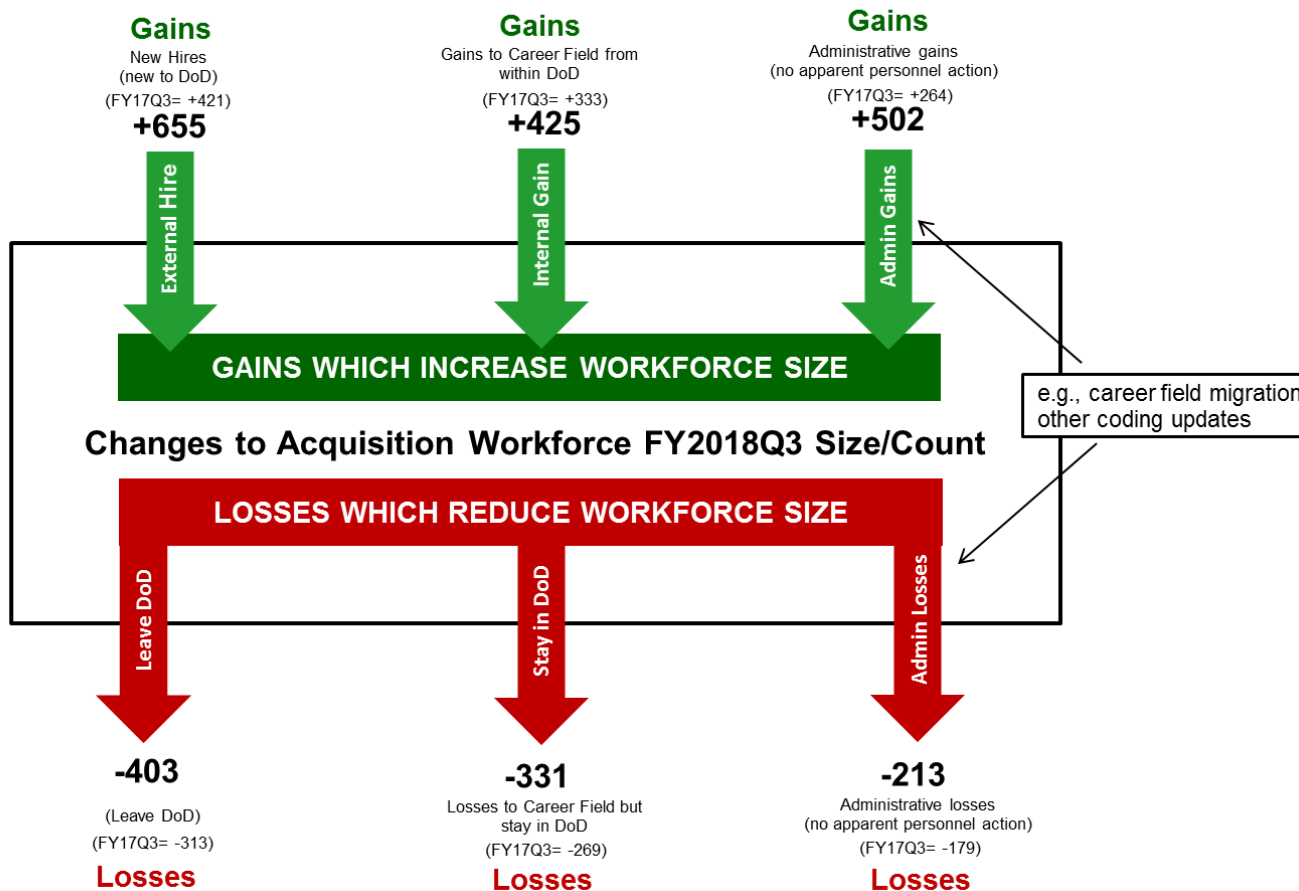 Gains
New Hires
(new to DoD)
(FY17Q3= +421)
+655
Gains
Gains to Career Field from
within DoD
(FY17Q3= +333)
+425
Gains
Administrative gains
(no apparent personnel action)
(FY17Q3= +264)
+502
External Hire
Internal Gain
Admin Gains
GAINS WHICH INCREASE WORKFORCE SIZE
e.g., career field migration
other coding updates
Changes to Acquisition Workforce FY2018Q3 Size/Count
LOSSES WHICH REDUCE WORKFORCE SIZE
Leave DoD
Stay in DoD
Admin Losses
-403
(Leave DoD)
(FY17Q3= -313)
Losses
-331
Losses to Career Field but
stay in DoD
(FY17Q3= -269)
Losses
-213
Administrative losses
(no apparent personnel action)
(FY17Q3= -179)
Losses